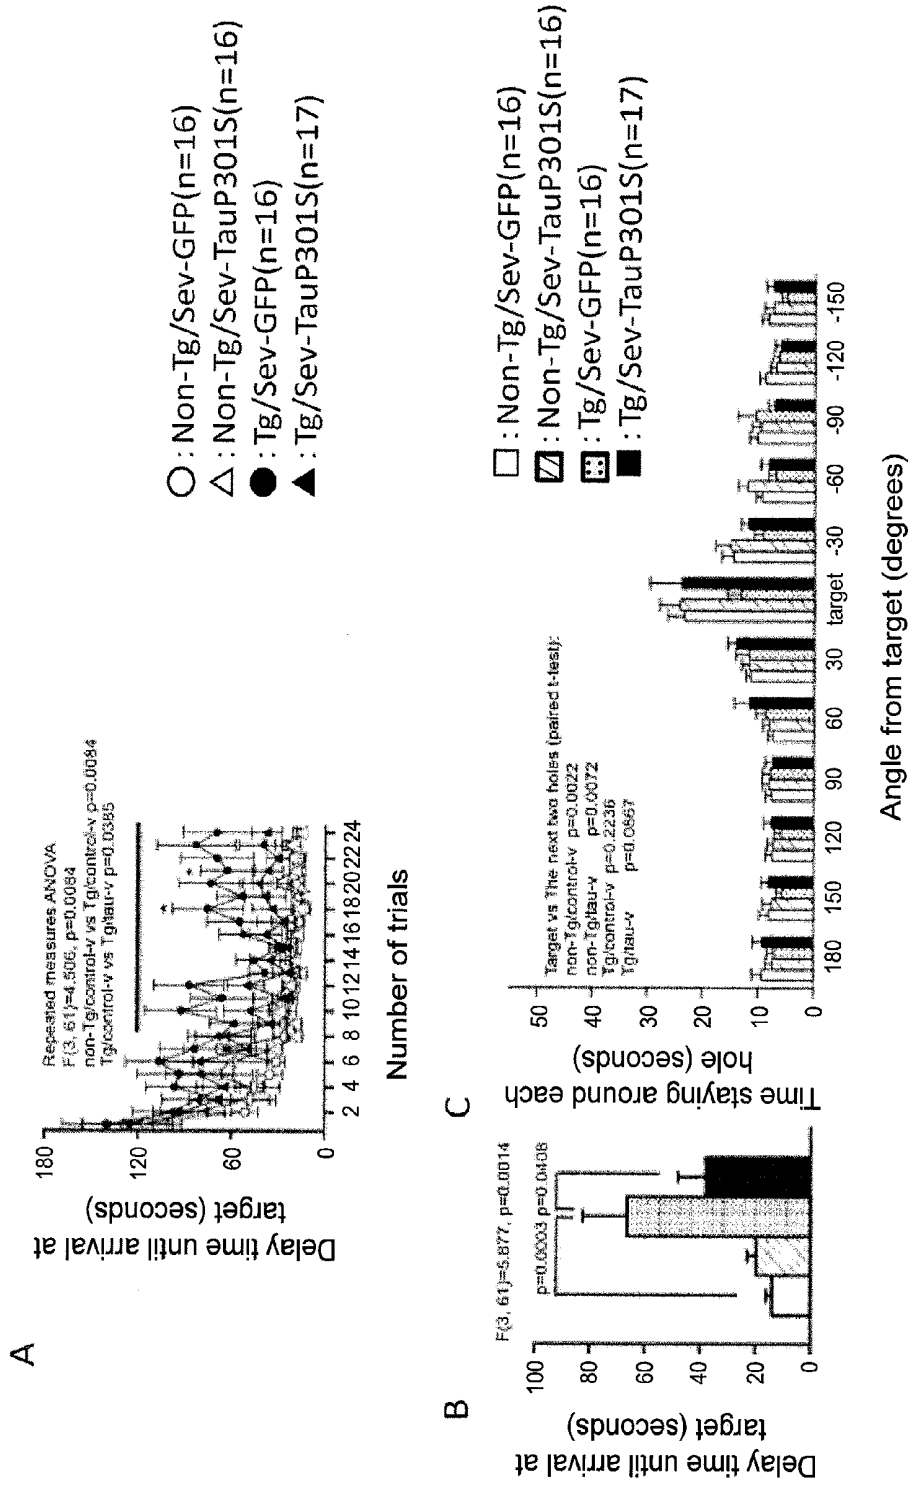 A
Delay time until arrival at
target (seconds)
180
120
60
0
Repeated measures ANOVA
F(3, 61)=4.506, p=0.0084
non-Tg/control-v vs Tg/control-v p=0.0084
Tg/control-v vs Tg/tau-v p=0.0385
*
*
2 4 6 8 10 12 14 16 18 20 22 24
Number of trials
○ : Non-Tg/Sev-GFP(n=16)
△ : Non-Tg/Sev-TauP301S(n=16)
● : Tg/Sev-GFP(n=16)
▲ : Tg/Sev-TauP301S(n=17)
B
Delay time until arrival at
target (seconds)
100
80
60
40
20
0
F(3, 61)=5.877, p=0.0014
p=0.0003 p=0.0408
C
Time staying around each
hole (seconds)
50
40
30
20
10
0
Target vs The next two holes (paired t-test):
non-Tg/control-v p=0.0022
non-Tg/tau-v p=0.0072
Tg/control-v p=0.2236
Tg/tau-v p=0.0867
180 150 120 90 60 30 target -30 -60 -90 -120 -150
Angle from target (degrees)
: Non-Tg/Sev-GFP(n=16)
: Non-Tg/Sev-TauP301S(n=16)
: Tg/Sev-GFP(n=16)
: Tg/Sev-TauP301S(n=17)